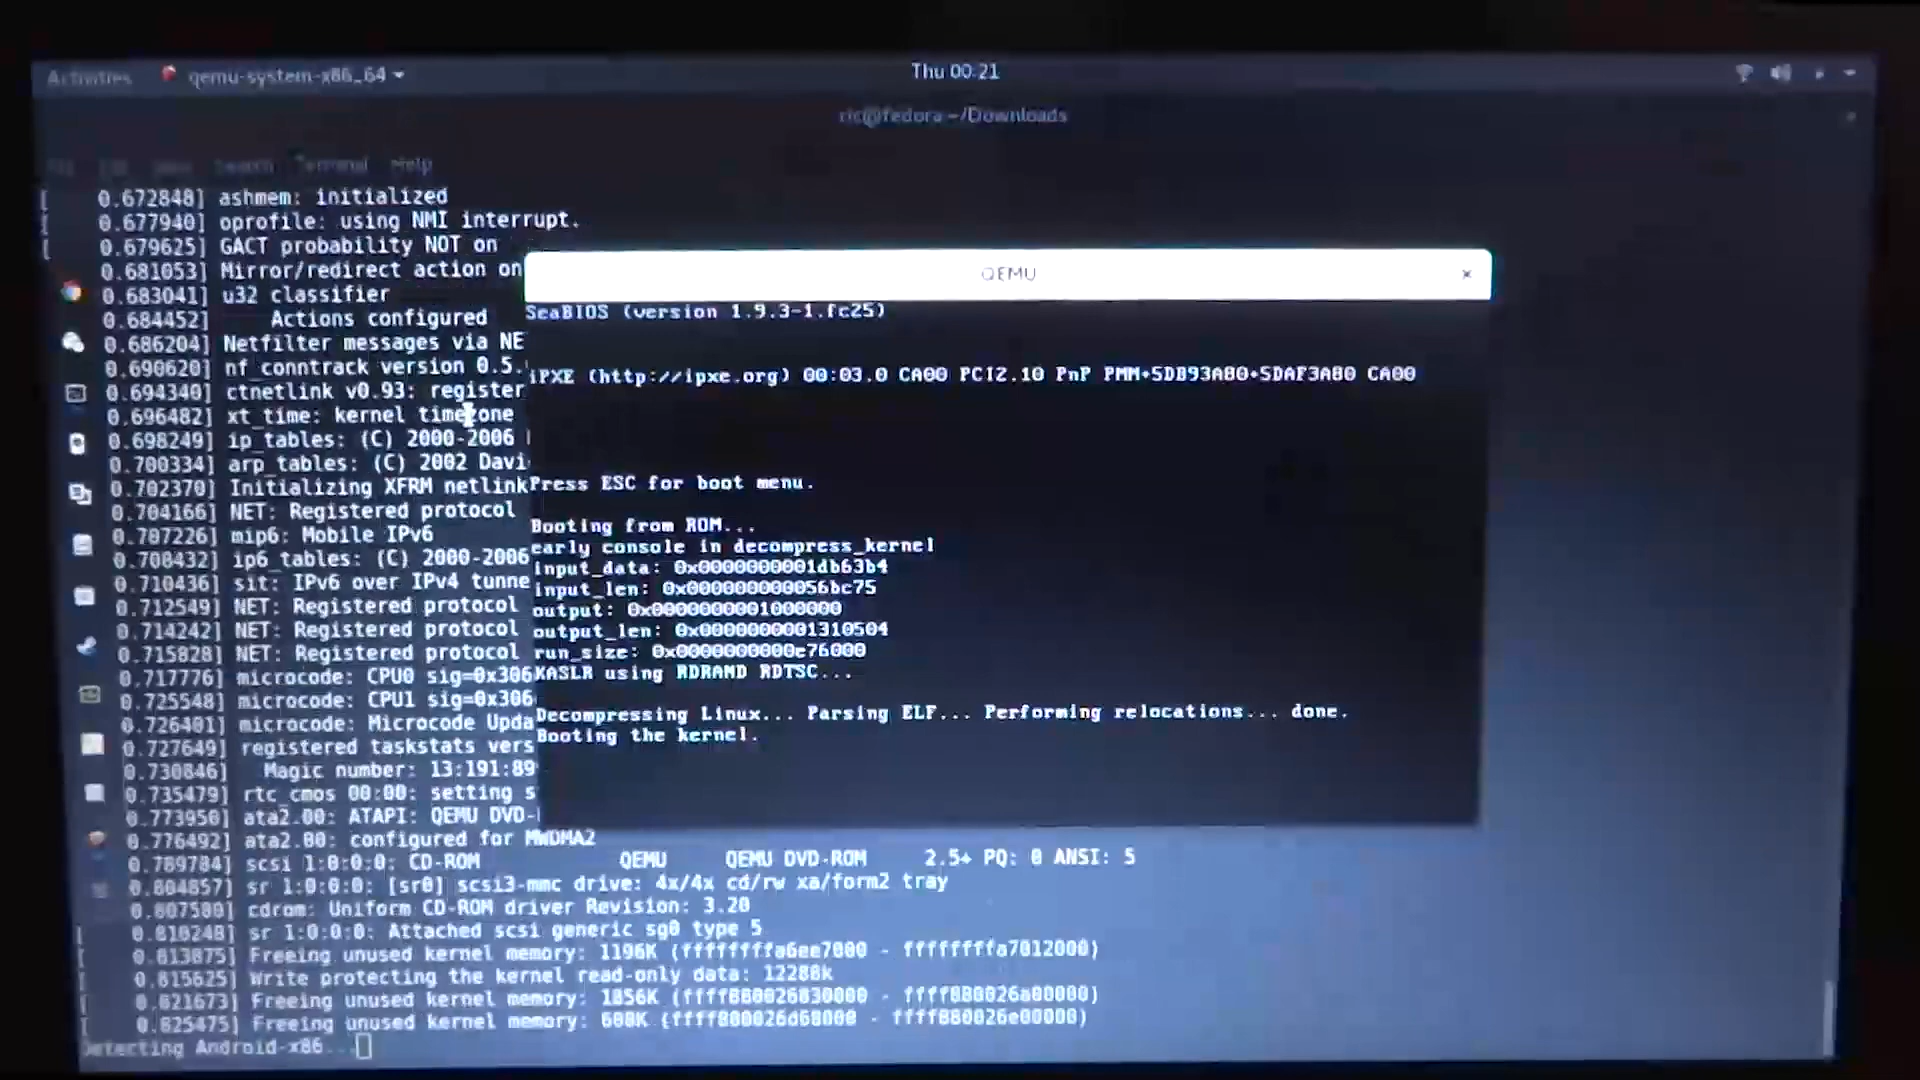 Activities qemu-system-x86_64 Thu 00:21
ric@fedora:~/Downloads
Search Terminal Help
[ 0.672848] ashmem: initialized
[ 0.677940] oprofile: using NMI interrupt.
[ 0.679625] GACT probability NOT on
0.681053] Mirror/redirect action on
0.683041] u32 classifier
0.684452] Actions configured
0.686204] Netfilter messages via NE
0.690620] nf_conntrack version 0.5.
0.694340] ctnetlink v0.93: register
0.696482] xt_time: kernel timezone
0.698249] ip_tables: (C) 2000-2006
0.700334] arp_tables: (C) 2002 Davi
0.702370] Initializing XFRM netlink
0.704166] NET: Registered protocol
0.707226] mip6: Mobile IPv6
0.708432] ip6_tables: (C) 2000-2006
0.710436] sit: IPv6 over IPv4 tunne
0.712549] NET: Registered protocol
0.714242] NET: Registered protocol
0.715828] NET: Registered protocol
0.717776] microcode: CPU0 sig=0x306
0.725548] microcode: CPU1 sig=0x306
0.726401] microcode: Microcode Upda
0.727649] registered taskstats vers
0.730846] Magic number: 13:191:89
0.735479] rtc_cmos 00:00: setting s
0.773950] ata2.00: ATAPI: QEMU DVD-
0.776492] ata2.00: configured for MWDMA2
0.789784] scsi 1:0:0:0: CD-ROM QEMU QEMU DVD-ROM 2.5+ PQ: 0 ANSI: 5
0.804857] sr 1:0:0:0: [sr0] scsi3-mmc drive: 4x/4x cd/rw xa/form2 tray
0.807580] cdrom: Uniform CD-ROM driver Revision: 3.20
[ 0.810248] sr 1:0:0:0: Attached scsi generic sg0 type 5
[ 0.813875] Freeing unused kernel memory: 1196K (ffffffffa6ee7000 - ffffffffa7012000)
[ 0.815625] Write protecting the kernel read-only data: 12288k
[ 0.821673] Freeing unused kernel memory: 1856K (ffff880026830000 - ffff880026a00000)
[ 0.825475] Freeing unused kernel memory: 608K (ffff880026d68000 - ffff880026e00000)
Detecting Android-x86...
QEMU
SeaBIOS (version 1.9.3-1.fc25)
iPXE (http://ipxe.org) 00:03.0 CA00 PCI2.10 PnP PMM+5DB93A80+5DAF3A80 CA00
Press ESC for boot menu.
Booting from ROM...
early console in decompress_kernel
input_data: 0x0000000001db63b4
input_len: 0x000000000056bc75
output: 0x0000000001000000
output_len: 0x0000000001310504
run_size: 0x0000000000e76000
KASLR using RDRAND RDTSC...
Decompressing Linux... Parsing ELF... Performing relocations... done.
Booting the kernel.